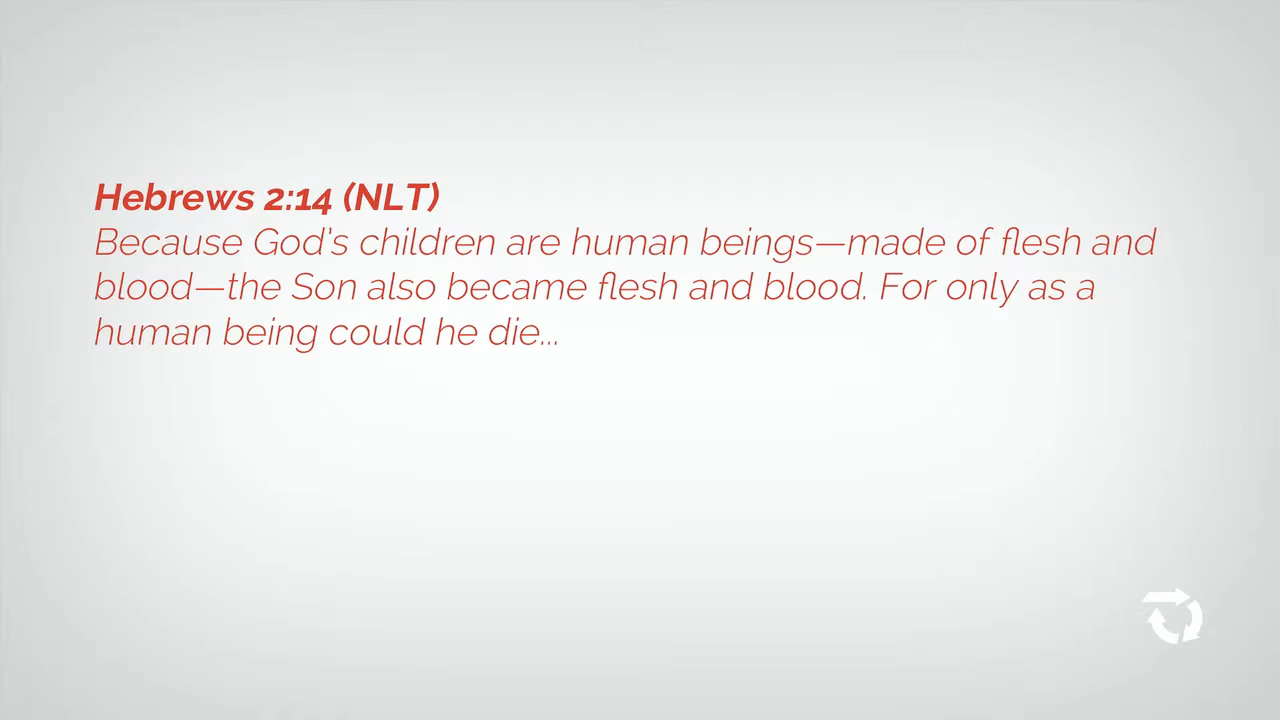 Hebrews 2:14 (NLT)
Because God's children are human beings—made of flesh and
blood—the Son also became flesh and blood. For only as a
human being could he die...